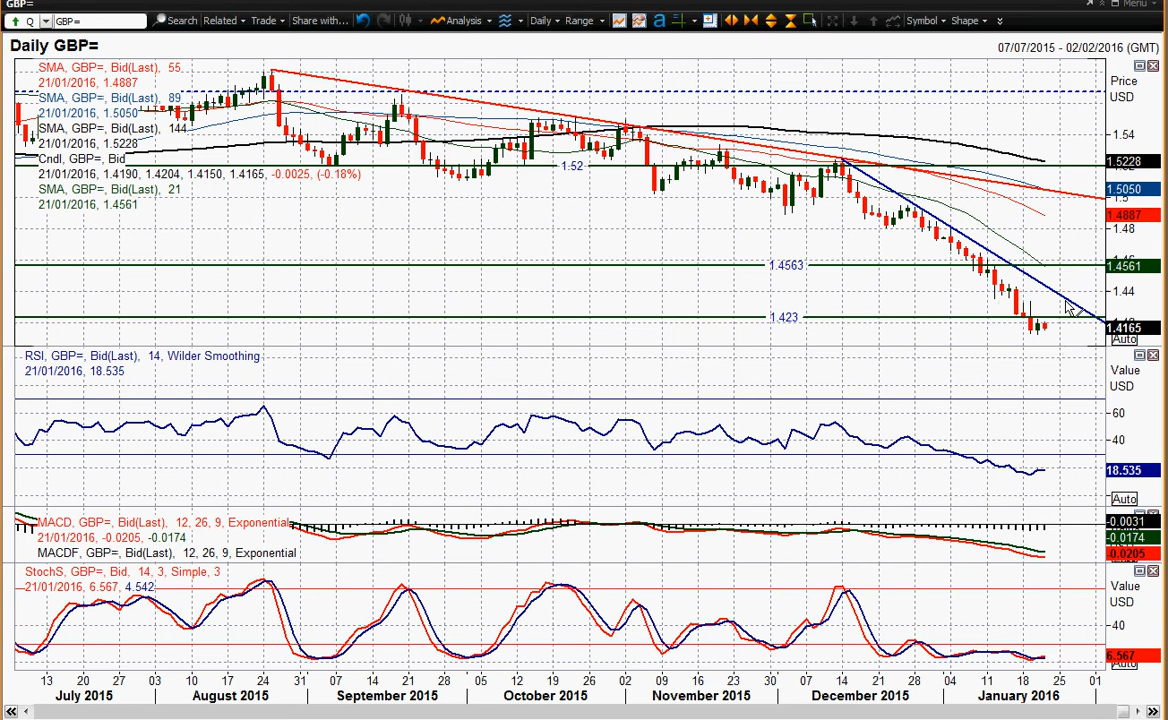 GBP=
Menu
Q GBP= Search Related Trade Share with... Analysis Daily Range a Symbol Shape
Daily GBP=
07/07/2015 - 02/02/2016 (GMT)
SMA, GBP=, Bid(Last), 55
21/01/2016, 1.4887
SMA, GBP=, Bid(Last), 89
21/01/2016, 1.5050
SMA, GBP=, Bid(Last), 144
21/01/2016, 1.5228
Cndl, GBP=, Bid
21/01/2016, 1.4190, 1.4204, 1.4150, 1.4165, -0.0025, (-0.18%)
SMA, GBP=, Bid(Last), 21
21/01/2016, 1.4561
Price
USD
1.54
1.5228
1.52
1.5050
1.5
1.4887
1.48
1.4563
1.4561
1.44
1.423
1.4165
Auto
RSI, GBP=, Bid(Last), 14, Wilder Smoothing
21/01/2016, 18.535
Value
USD
60
40
18.535
Auto
MACD, GBP=, Bid(Last), 12, 26, 9, Exponential
21/01/2016, -0.0205, -0.0174
MACDF, GBP=, Bid(Last), 12, 26, 9, Exponential
-0.0031
-0.0174
-0.0205
StochS, GBP=, Bid, 14, 3, Simple, 3
21/01/2016, 6.567, 4.542
Value
USD
40
6.567
Auto
13 20 27 03 10 17 24 31 07 14 21 28 05 12 19 26 02 09 16 23 30 07 14 21 28 04 11 18 25 01
July 2015 August 2015 September 2015 October 2015 November 2015 December 2015 January 2016